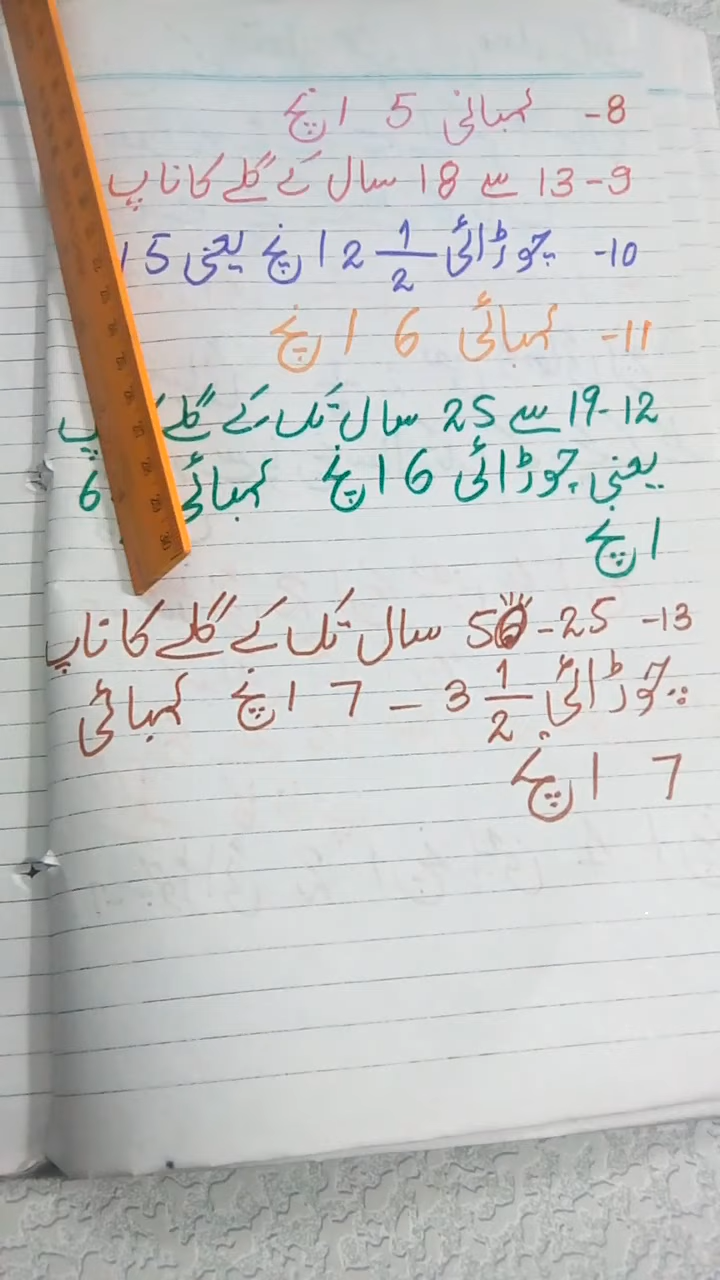 8- لمبائی 5 انچ
9- 13 سے 18 سال کے گلے کا ناپ
10- چوڑائی 2 1/2 انچ یعنی 5 ا
11- لمبائی 6 انچ
12- 19 سے 25 سال تک کے گلے
یعنی چوڑائی 6 انچ لمبائی 6
انچ
13- 25-50 سال تک کے گلے کا ناپ
چوڑائی 3 1/2 – 7 انچ لمبائی
7 انچ